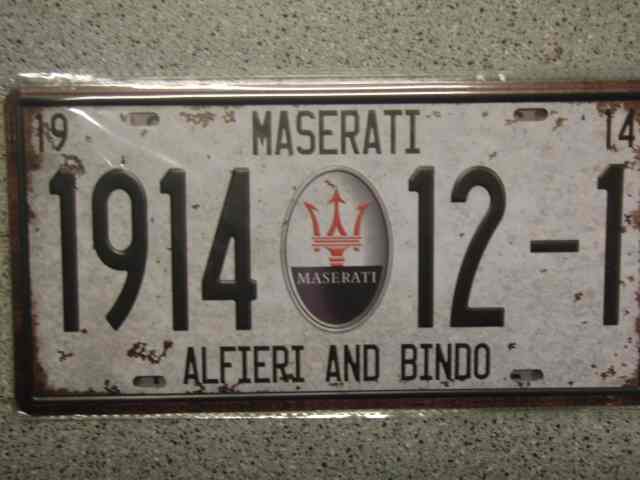 19 MASERATI 14
1914 12-1
MASERATI
ALFIERI AND BINDO